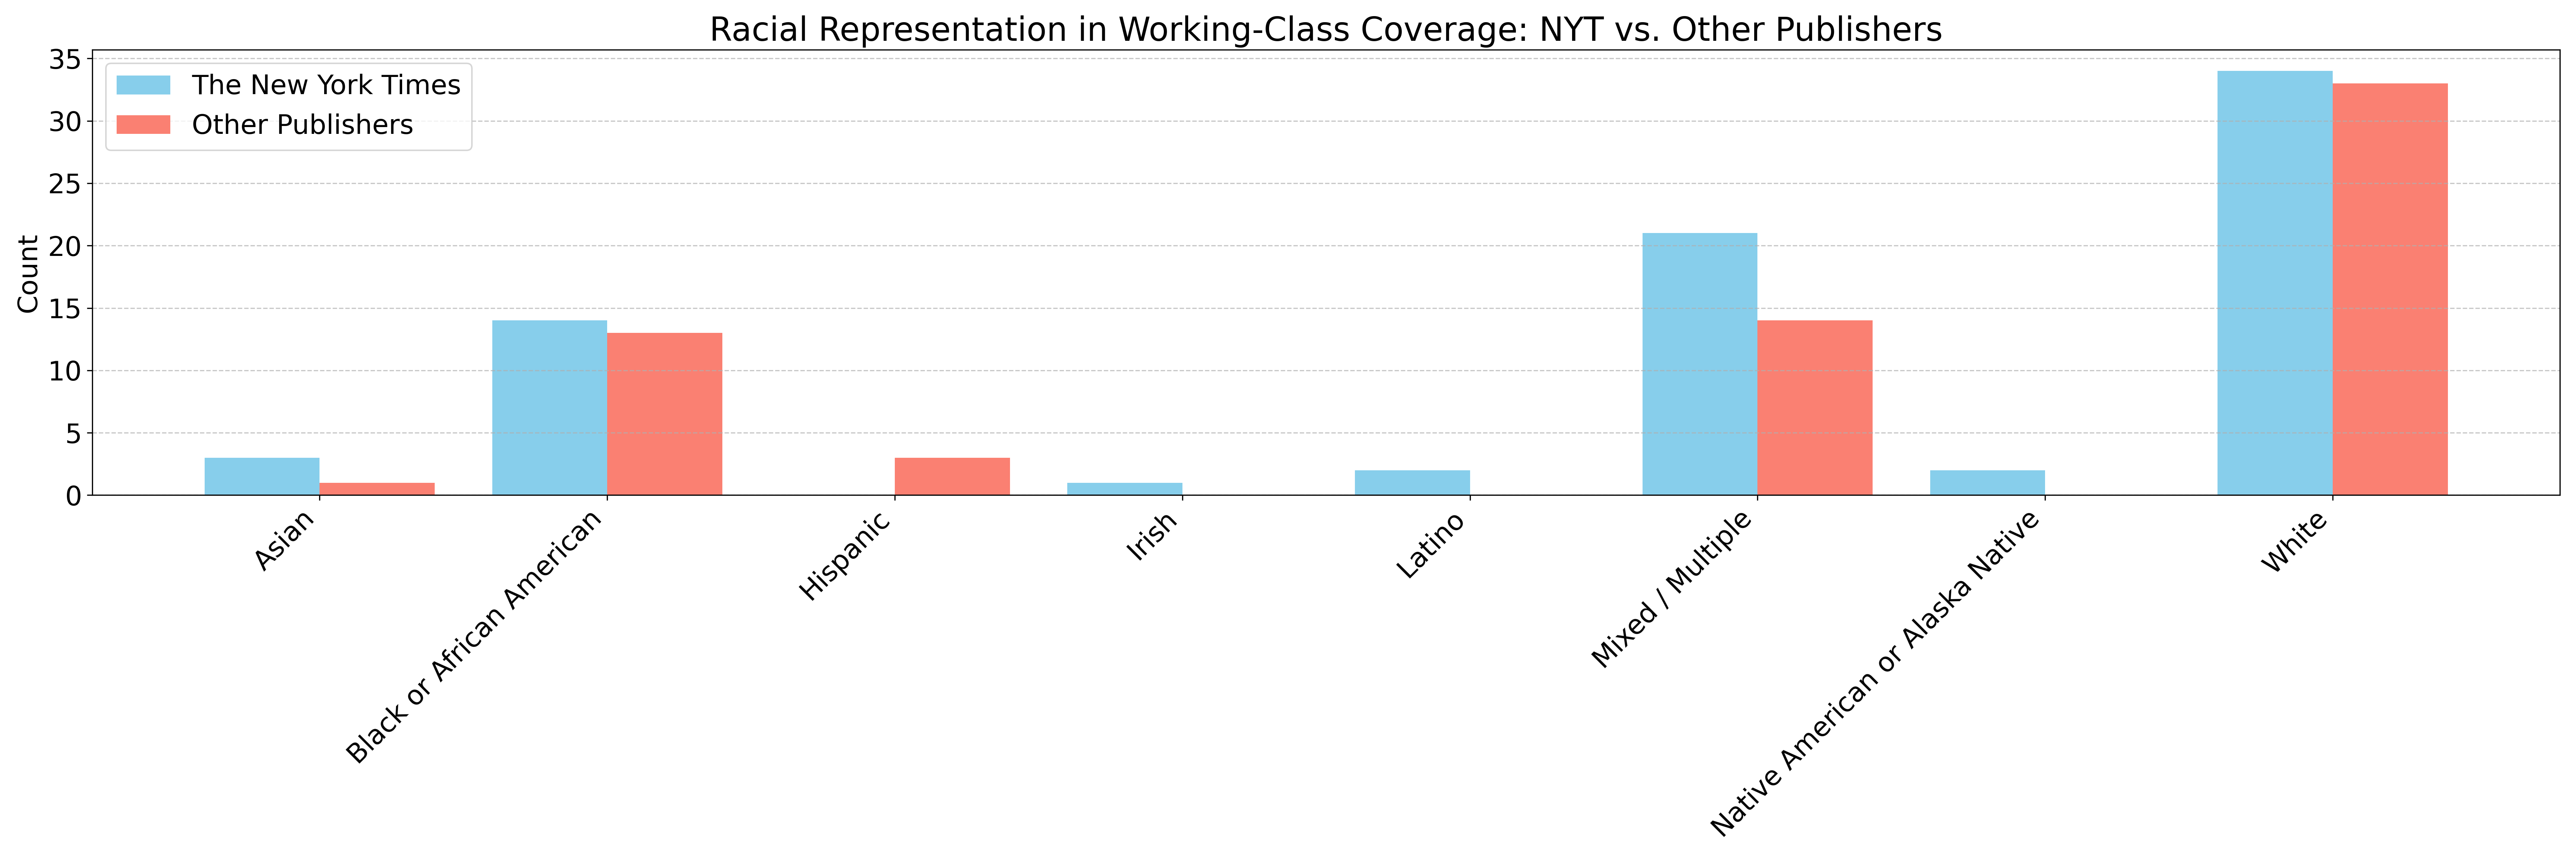 Racial Representation in Working-Class Coverage: NYT vs. Other Publishers
The New York Times
Other Publishers
Count
35
30
25
20
15
10
5
0
Asian
Black or African American
Hispanic
Irish
Latino
Mixed / Multiple
Native American or Alaska Native
White